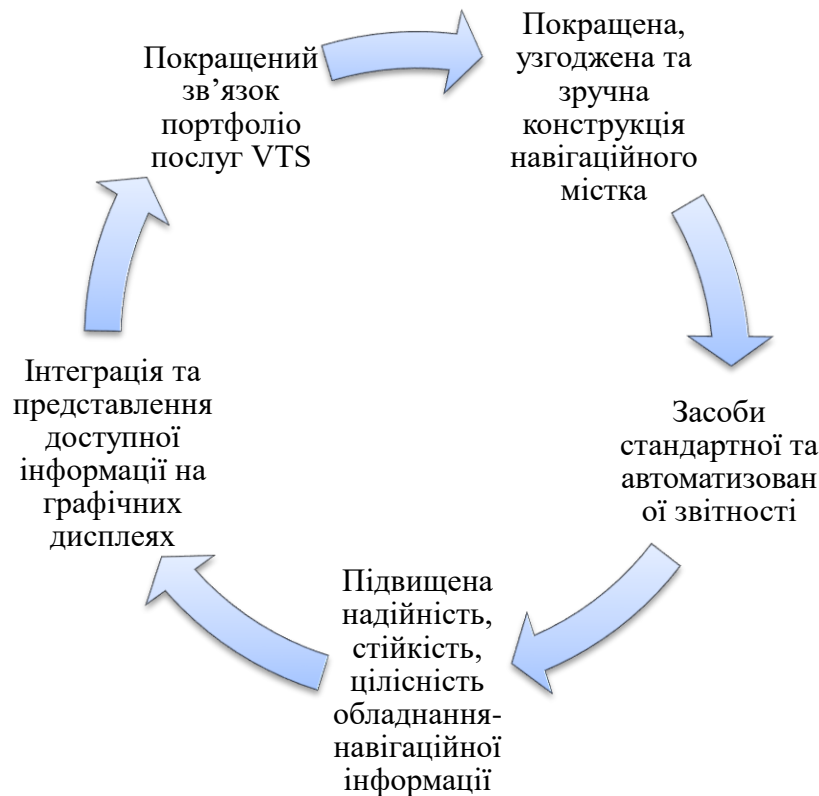 Покращена,
узгоджена та
зручна
конструкція
навігаційного
містка
Засоби
стандартної та
автоматизован
ої звітності
Підвищена
надійність,
стійкість,
цілісність
обладнання-
навігаційної
інформації
Інтеграція та
представлення
доступної
інформації на
графічних
дисплеях
Покращений
зв’язок
портфоліо
послуг VTS